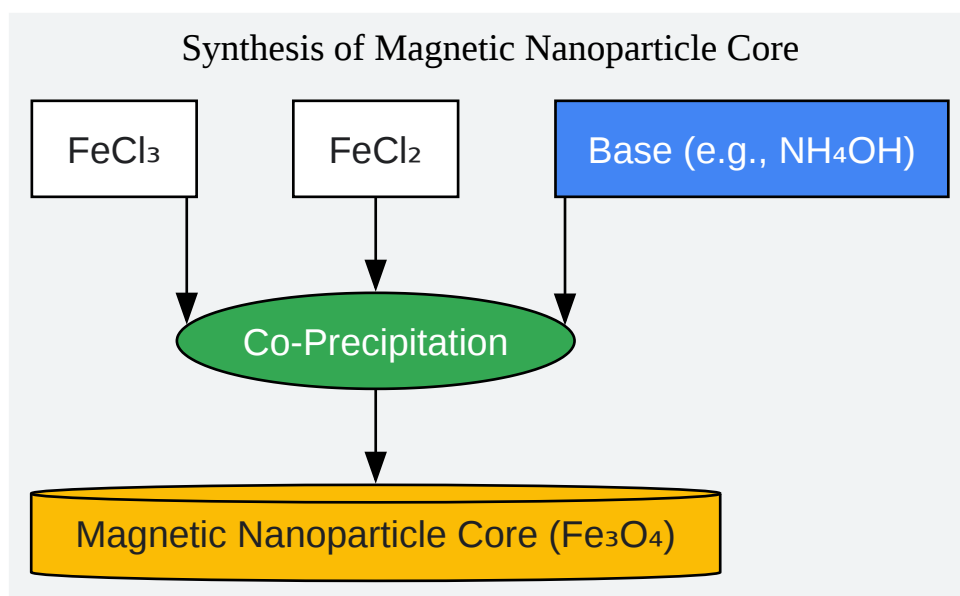 Synthesis of Magnetic Nanoparticle Core
FeCl₃
FeCl₂
Base (e.g., NH₄OH)
Co-Precipitation
Magnetic Nanoparticle Core (Fe₃O₄)